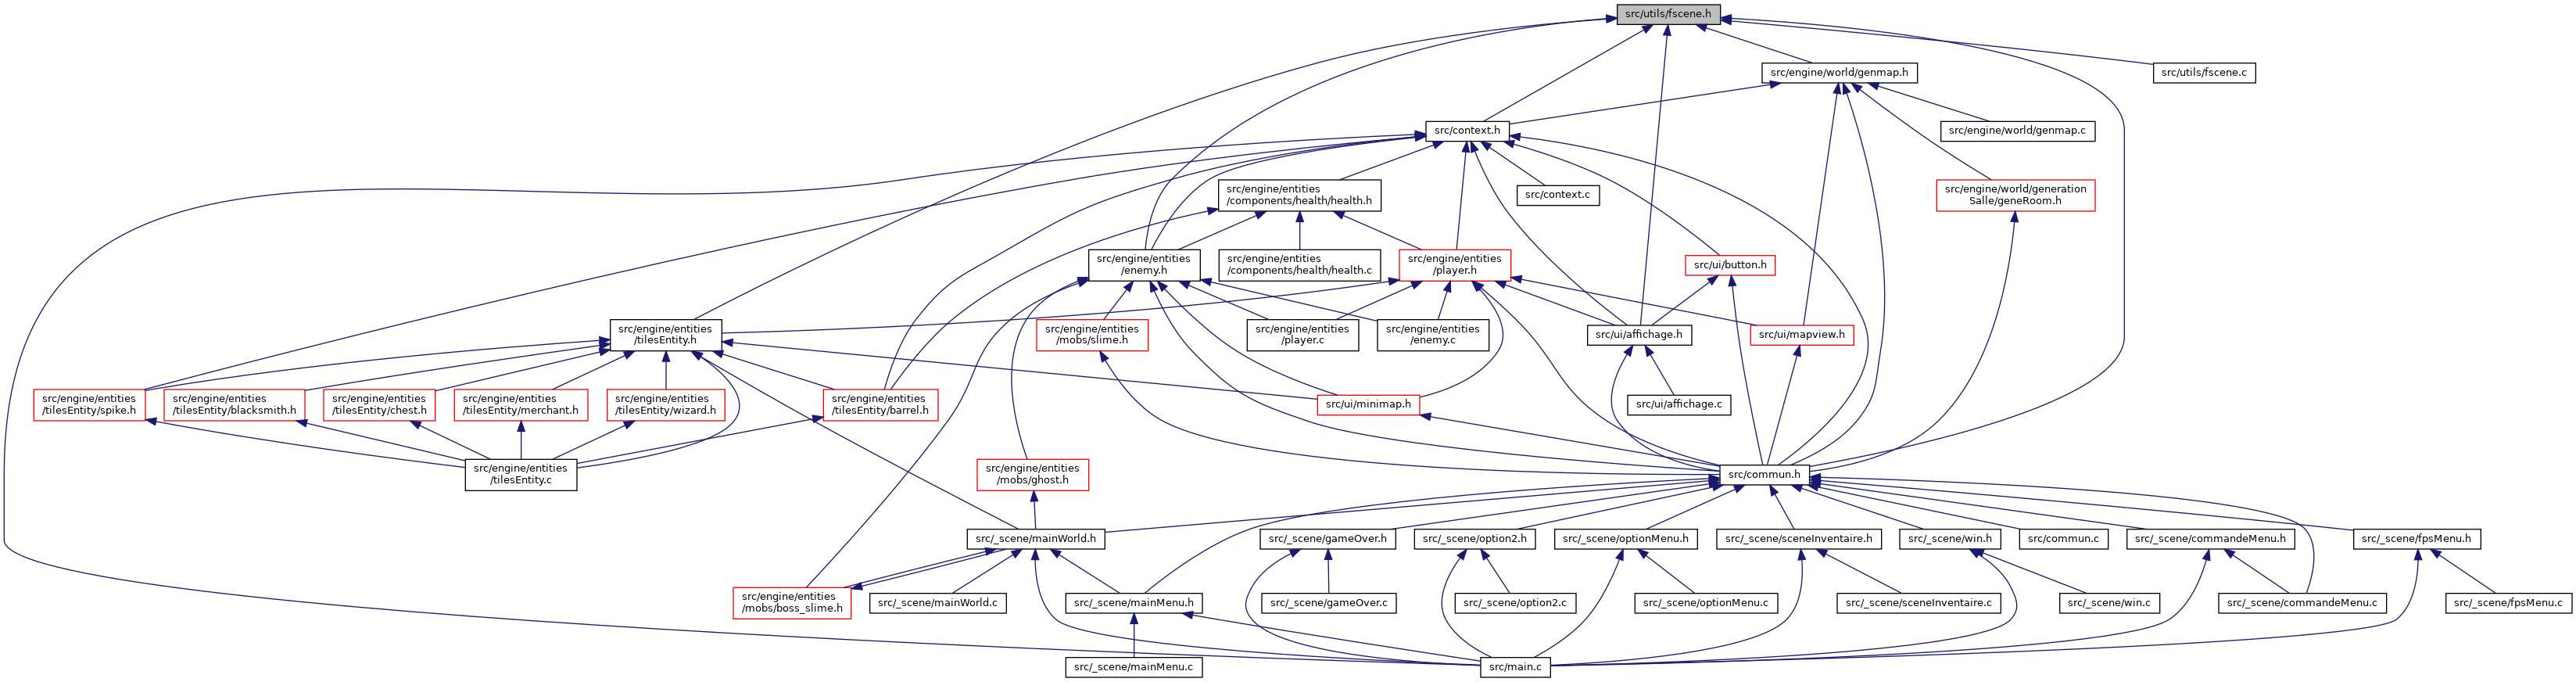 src/utils/fscene.h
src/engine/world/genmap.h
src/utils/fscene.c
src/context.h
src/engine/world/genmap.c
src/engine/entities
/components/health/health.h
src/context.c
src/engine/world/generation
Salle/geneRoom.h
src/engine/entities
/enemy.h
src/engine/entities
/components/health/health.c
src/engine/entities
/player.h
src/ui/button.h
src/engine/entities
/tilesEntity.h
src/engine/entities
/mobs/slime.h
src/engine/entities
/player.c
src/engine/entities
/enemy.c
src/ui/affichage.h
src/ui/mapview.h
src/engine/entities
/tilesEntity/spike.h
src/engine/entities
/tilesEntity/blacksmith.h
src/engine/entities
/tilesEntity/chest.h
src/engine/entities
/tilesEntity/merchant.h
src/engine/entities
/tilesEntity/wizard.h
src/engine/entities
/tilesEntity/barrel.h
src/ui/minimap.h
src/ui/affichage.c
src/engine/entities
/tilesEntity.c
src/engine/entities
/mobs/ghost.h
src/commun.h
src/_scene/mainWorld.h
src/_scene/gameOver.h
src/_scene/option2.h
src/_scene/optionMenu.h
src/_scene/sceneInventaire.h
src/_scene/win.h
src/commun.c
src/_scene/commandeMenu.h
src/_scene/fpsMenu.h
src/engine/entities
/mobs/boss_slime.h
src/_scene/mainWorld.c
src/_scene/mainMenu.h
src/_scene/gameOver.c
src/_scene/option2.c
src/_scene/optionMenu.c
src/_scene/sceneInventaire.c
src/_scene/win.c
src/_scene/commandeMenu.c
src/_scene/fpsMenu.c
src/_scene/mainMenu.c
src/main.c